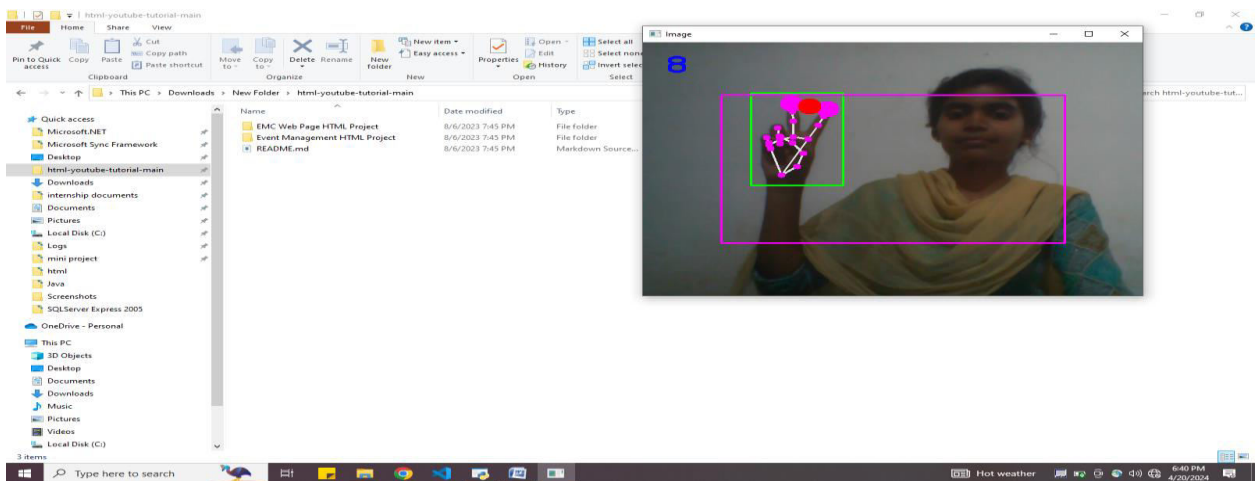 html-youtube-tutorial-main
File Home Share View
Pin to Quick access
Copy
Paste
Cut
Copy path
Paste shortcut
Clipboard
Move to
Copy to
Delete
Rename
Organize
New folder
New item
Easy access
New
Properties
Open
Edit
History
Open
Select all
Select none
Invert selec
Select
Image
8
This PC > Downloads > New Folder > html-youtube-tutorial-main
arch html-youtube-tut...
Quick access
Microsoft.NET
Microsoft Sync Framework
Desktop
html-youtube-tutorial-main
Downloads
internship documents
Documents
Pictures
Local Disk (C:)
Logs
mini project
html
Java
Screenshots
SQLServer Express 2005
OneDrive - Personal
This PC
3D Objects
Desktop
Documents
Downloads
Music
Pictures
Videos
Local Disk (C:)
Name Date modified Type
EMC Web Page HTML Project 8/6/2023 7:45 PM File folder
Event Management HTML Project 8/6/2023 7:45 PM File folder
README.md 8/6/2023 7:45 PM Markdown Source...
3 items
Type here to search
Hot weather
6:40 PM
4/20/2024